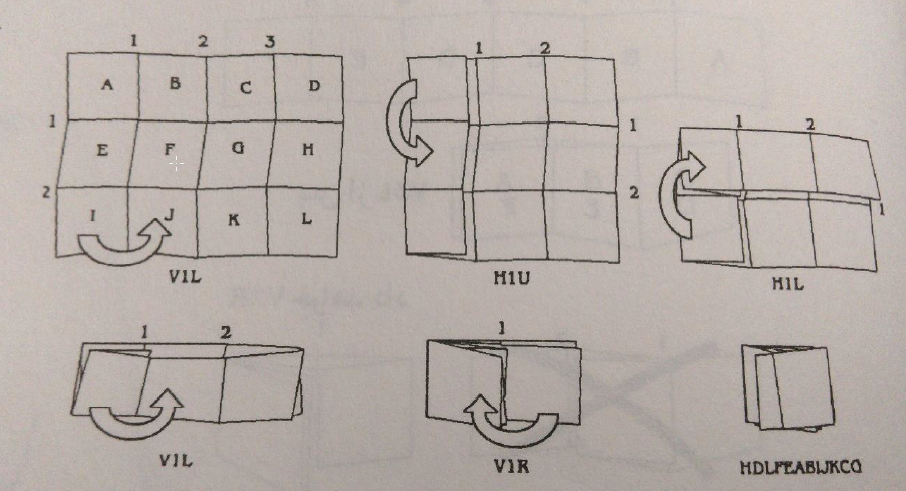 1 2 3
A B C D
1
E F G H
2
I J K L
V1L
1 2
1
2
H1U
1 2
1
H1L
1 2
V1L
1
V1R
HDLFEABIJKCG